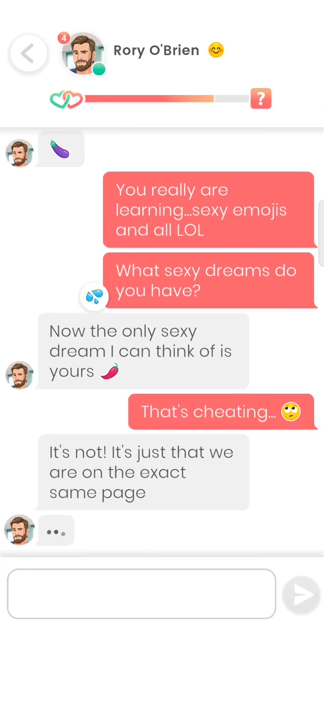 4
Rory O'Brien 😊
?
🍆
You really are
learning...sexy emojis
and all LOL
What sexy dreams do
you have?
💦
Now the only sexy
dream I can think of is
yours 🌶️
That's cheating... 🙄
It's not! It's just that we
are on the exact
same page